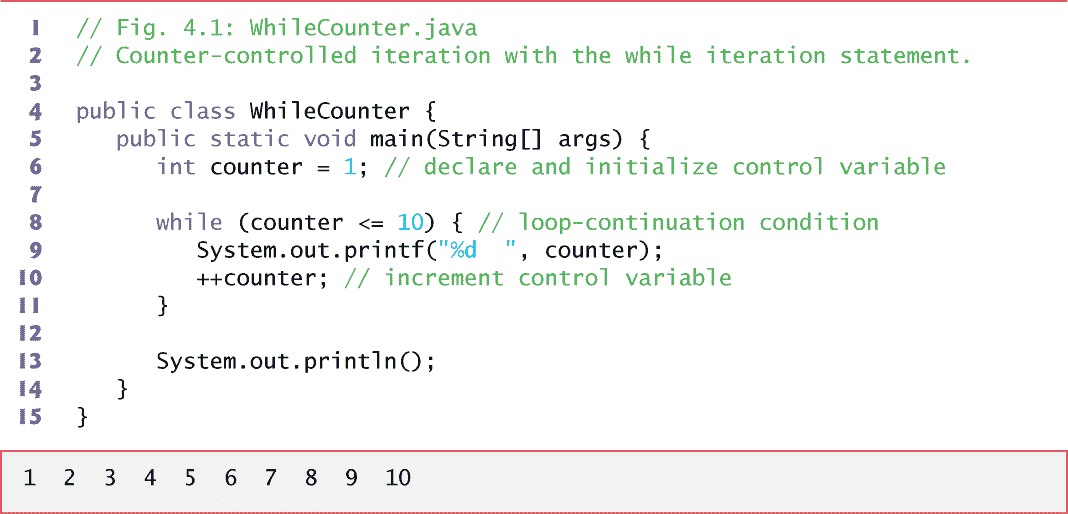 1 // Fig. 4.1: WhileCounter.java
2 // Counter-controlled iteration with the while iteration statement.
3
4 public class WhileCounter {
5    public static void main(String[] args) {
6       int counter = 1; // declare and initialize control variable
7
8       while (counter <= 10) { // loop-continuation condition
9          System.out.printf("%d  ", counter);
10          ++counter; // increment control variable
11       }
12
13       System.out.println();
14    }
15 }
1  2  3  4  5  6  7  8  9  10